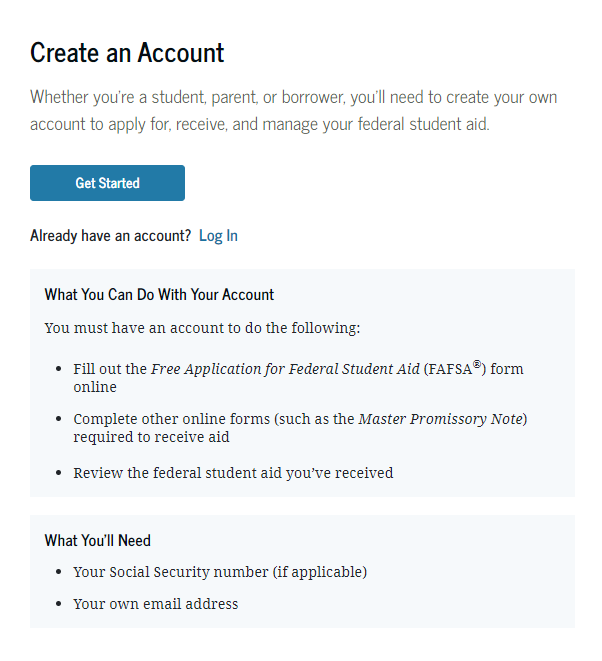 Create an Account
Whether you're a student, parent, or borrower, you'll need to create your own
account to apply for, receive, and manage your federal student aid.
Get Started
Already have an account? Log In
What You Can Do With Your Account
You must have an account to do the following:
• Fill out the Free Application for Federal Student Aid (FAFSA®) form
online
• Complete other online forms (such as the Master Promissory Note)
required to receive aid
• Review the federal student aid you’ve received
What You'll Need
• Your Social Security number (if applicable)
• Your own email address